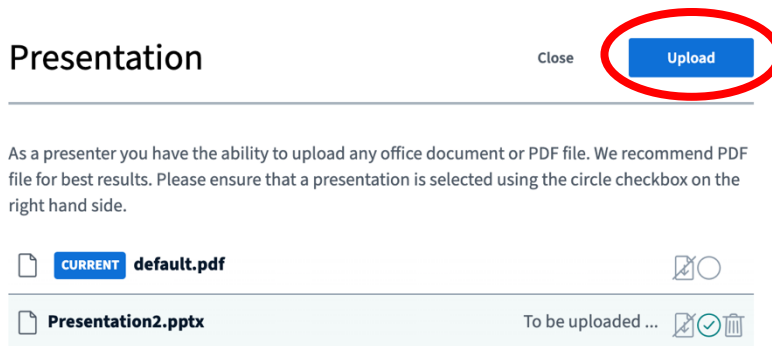 Presentation
Close
Upload
As a presenter you have the ability to upload any office document or PDF file. We recommend PDF
file for best results. Please ensure that a presentation is selected using the circle checkbox on the
right hand side.
CURRENT default.pdf
Presentation2.pptx To be uploaded ...